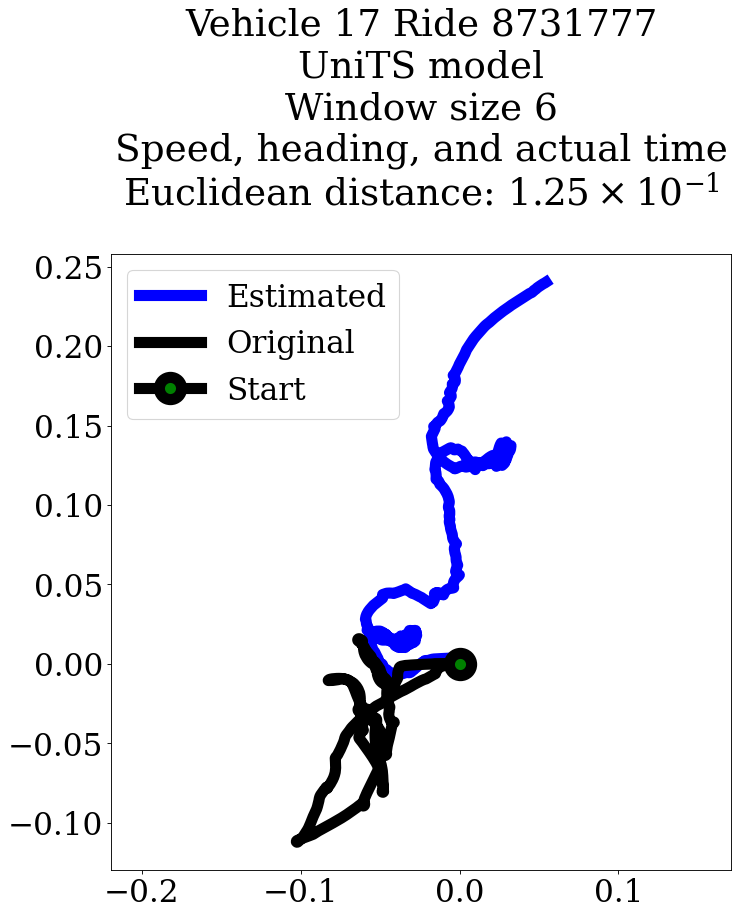 Vehicle 17 Ride 8731777
UniTS model
Window size 6
Speed, heading, and actual time
Euclidean distance: $1.25 \times 10^{-1}$
0.25
0.20
0.15
0.10
0.05
0.00
−0.05
−0.10
Estimated
Original
Start
−0.2
−0.1
0.0
0.1